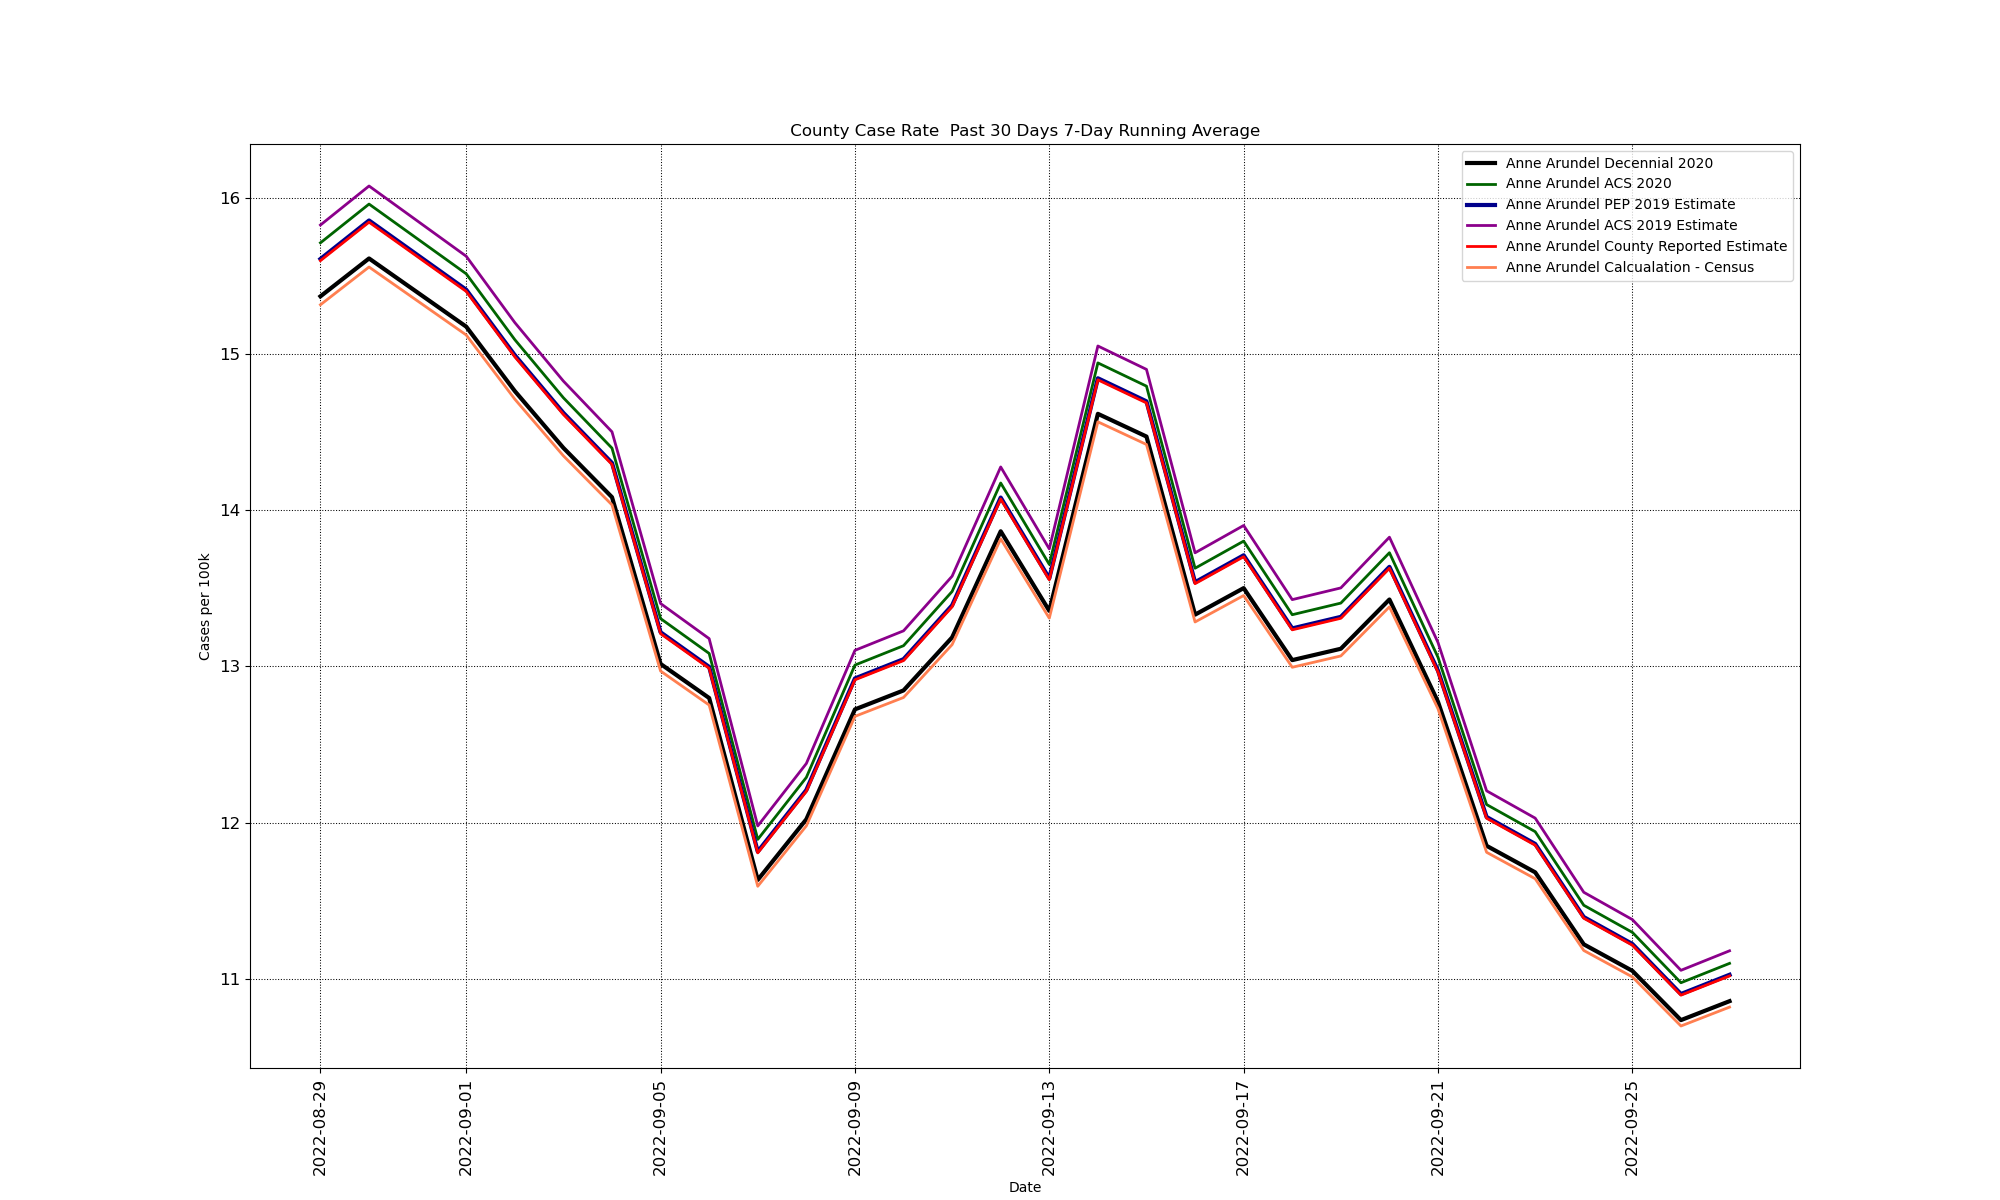 County Case Rate  Past 30 Days 7-Day Running Average
Anne Arundel Decennial 2020
Anne Arundel ACS 2020
Anne Arundel PEP 2019 Estimate
Anne Arundel ACS 2019 Estimate
Anne Arundel County Reported Estimate
Anne Arundel Calcualation - Census
Cases per 100k
16
15
14
13
12
11
2022-08-29
2022-09-01
2022-09-05
2022-09-09
2022-09-13
2022-09-17
2022-09-21
2022-09-25
Date